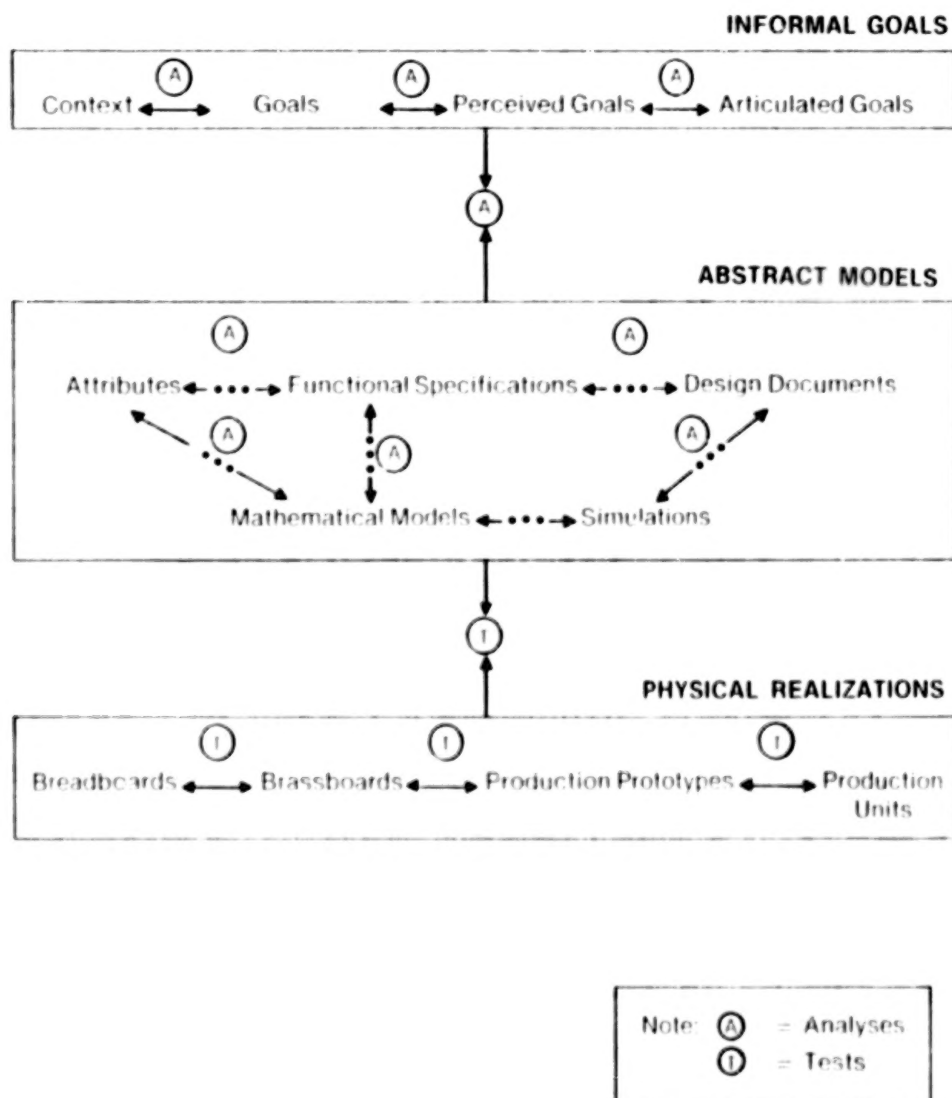 INFORMAL GOALS
A A A
Context Goals Perceived Goals Articulated Goals
A
ABSTRACT MODELS
A A
Attributes Functional Specifications Design Documents
A A A
Mathematical Models Simulations
T
PHYSICAL REALIZATIONS
T T T
Breadboards Brassboards Production Prototypes Production
Units
Note: A = Analyses
T = Tests